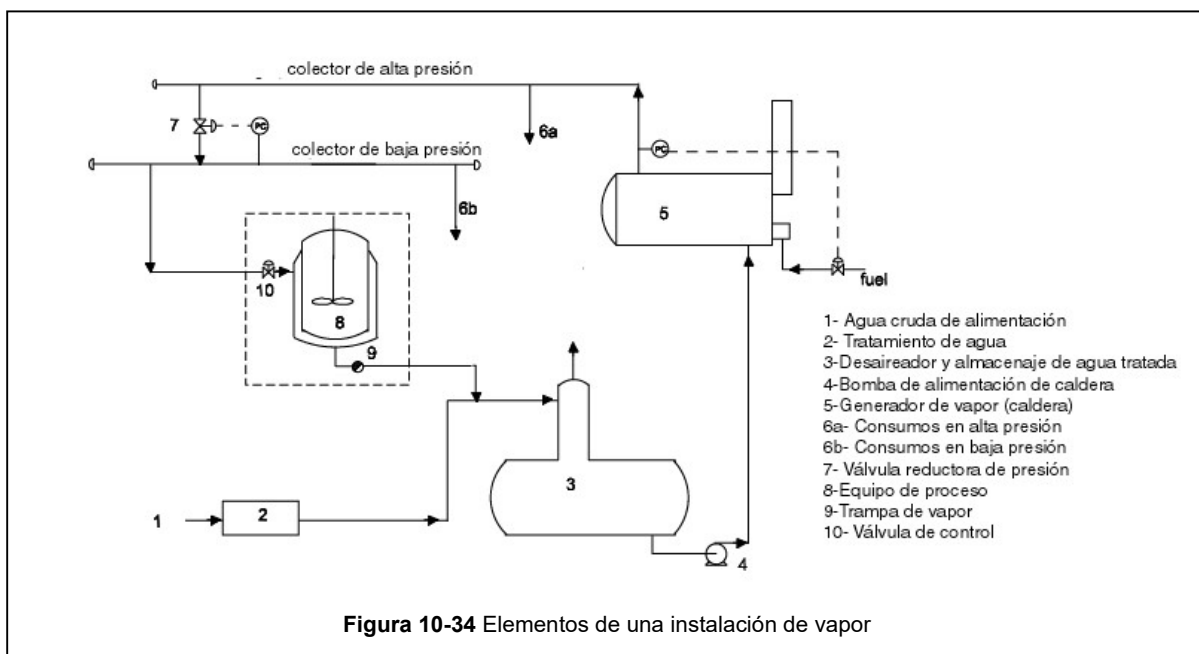 colector de alta presión
7
PC
6a
colector de baja presión
PC
6b
5
10
8
fuel
9
1- Agua cruda de alimentación
2- Tratamiento de agua
3-Desaireador y almacenaje de agua tratada
4-Bomba de alimentación de caldera
5-Generador de vapor (caldera)
6a- Consumos en alta presión
6b- Consumos en baja presión
7- Válvula reductora de presión
8-Equipo de proceso
9-Trampa de vapor
10- Válvula de control
3
1
2
4
Figura 10-34 Elementos de una instalación de vapor